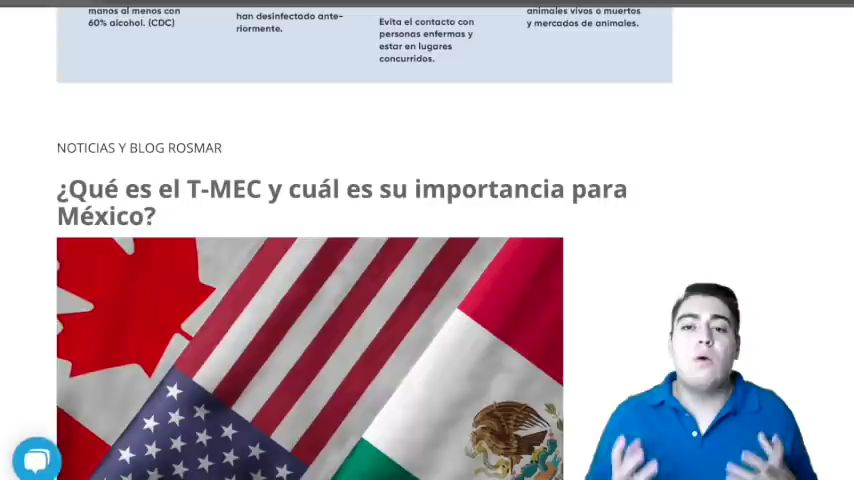 manos al menos con
60% alcohol. (CDC)
han desinfectado ante-
riormente.
Evita el contacto con
personas enfermas y
estar en lugares
concurridos.
animales vivos o muertos
y mercados de animales.
NOTICIAS Y BLOG ROSMAR
¿Qué es el T-MEC y cuál es su importancia para
México?